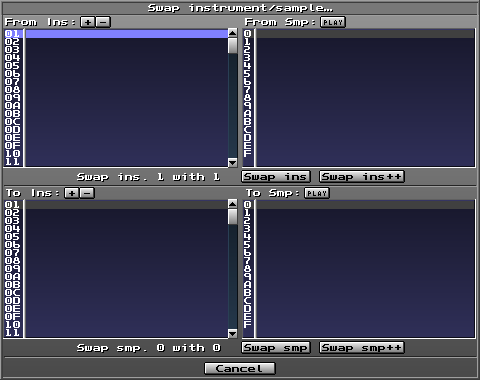 Swap instrument/sample…
From Ins: + − From Smp: PLAY
01 0
02 1
03 2
04 3
05 4
06 5
07 6
08 7
09 8
0A 9
0B A
0C B
0D C
0E D
0F E
10 F
11
Swap ins. 1 with 1 Swap ins Swap ins++
To Ins: + − To Smp: PLAY
01 0
02 1
03 2
04 3
05 4
06 5
07 6
08 7
09 8
0A 9
0B A
0C B
0D C
0E D
0F E
10 F
11
Swap smp. 0 with 0 Swap smp Swap smp++
Cancel